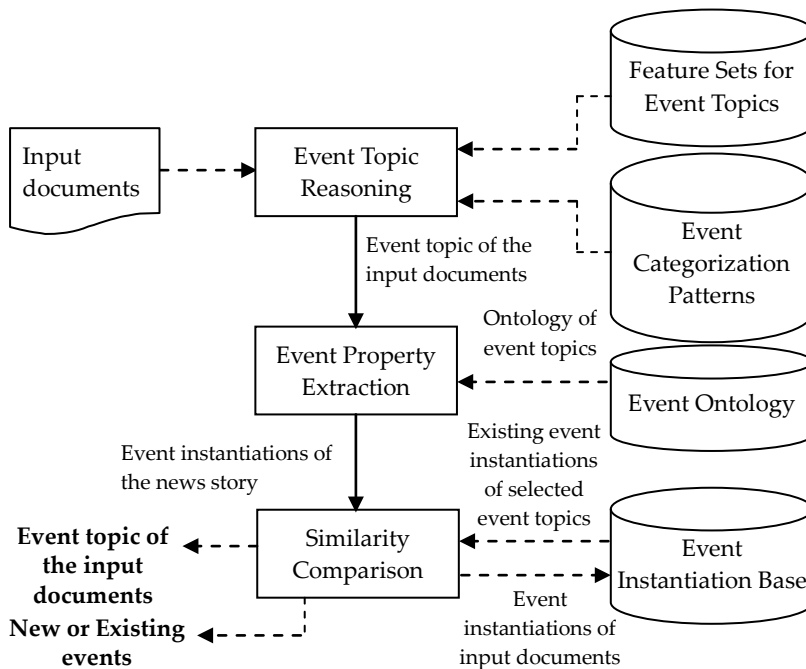 Feature Sets for
Event Topics
Input
documents
Event Topic
Reasoning
Event
Categorization
Patterns
Event topic of the
input documents
Ontology of
event topics
Event Property
Extraction
Event Ontology
Event instantiations of
the news story
Existing event
instantiations
of selected
event topics
Event topic of
the input
documents
Similarity
Comparison
Event
Instantiation Base
New or Existing
events
Event
instantiations of
input documents